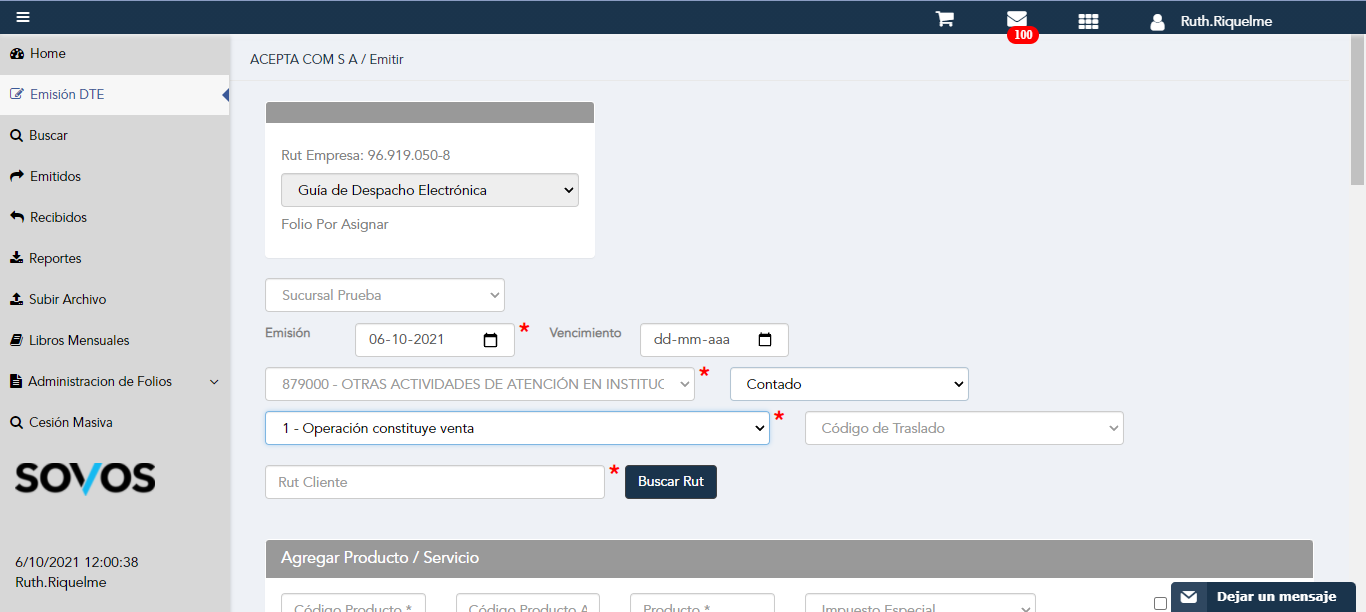 Ruth.Riquelme
100
Home
Emisión DTE
Buscar
Emitidos
Recibidos
Reportes
Subir Archivo
Libros Mensuales
Administracion de Folios
Cesión Masiva
SOVOS
6/10/2021 12:00:38
Ruth.Riquelme
ACEPTA COM S A / Emitir
Rut Empresa: 96.919.050-8
Guía de Despacho Electrónica
Folio Por Asignar
Sucursal Prueba
Emisión 06-10-2021 * Vencimiento dd-mm-aaa
879000 - OTRAS ACTIVIDADES DE ATENCIÓN EN INSTITUC * Contado
1 - Operación constituye venta * Código de Traslado
Rut Cliente * Buscar Rut
Agregar Producto / Servicio
Código Producto * Código Producto A Producto * Impuesto Especial
Dejar un mensaje